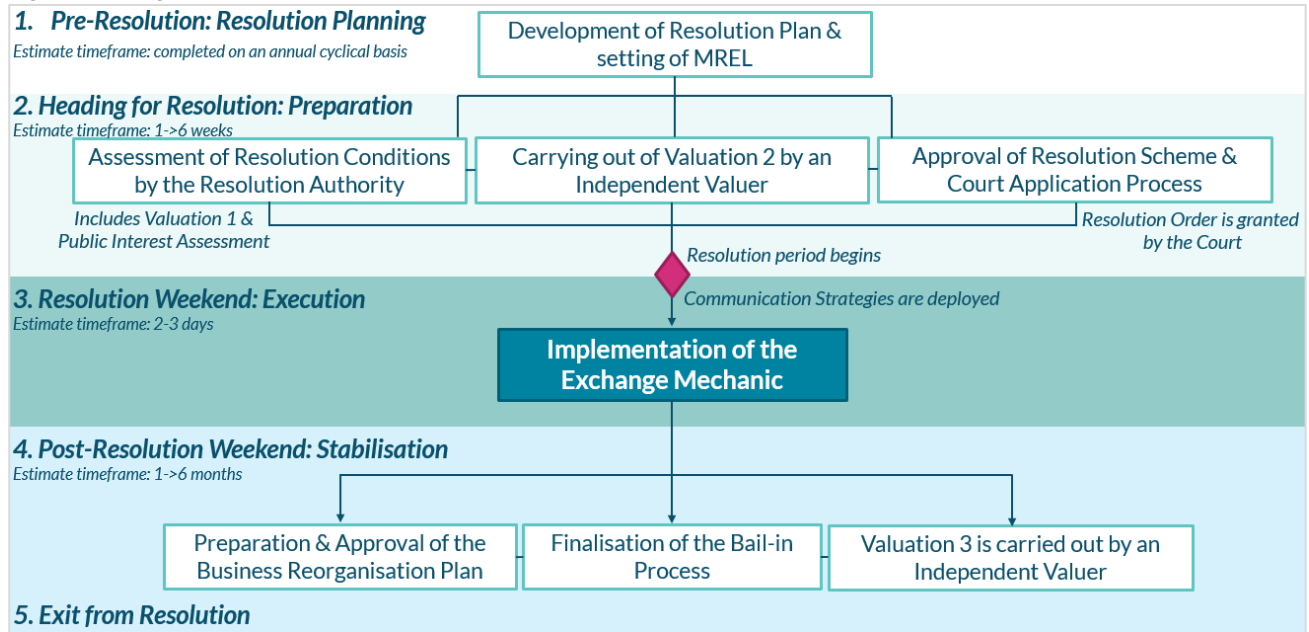 1. Pre-Resolution: Resolution Planning
Estimate timeframe: completed on an annual cyclical basis
Development of Resolution Plan &
setting of MREL
2. Heading for Resolution: Preparation
Estimate timeframe: 1->6 weeks
Assessment of Resolution Conditions
by the Resolution Authority
Carrying out of Valuation 2 by an
Independent Valuer
Approval of Resolution Scheme &
Court Application Process
Includes Valuation 1 &
Public Interest Assessment
Resolution Order is granted
by the Court
Resolution period begins
3. Resolution Weekend: Execution
Estimate timeframe: 2-3 days
Communication Strategies are deployed
Implementation of the
Exchange Mechanic
4. Post-Resolution Weekend: Stabilisation
Estimate timeframe: 1->6 months
Preparation & Approval of the
Business Reorganisation Plan
Finalisation of the Bail-in
Process
Valuation 3 is carried out by an
Independent Valuer
5. Exit from Resolution